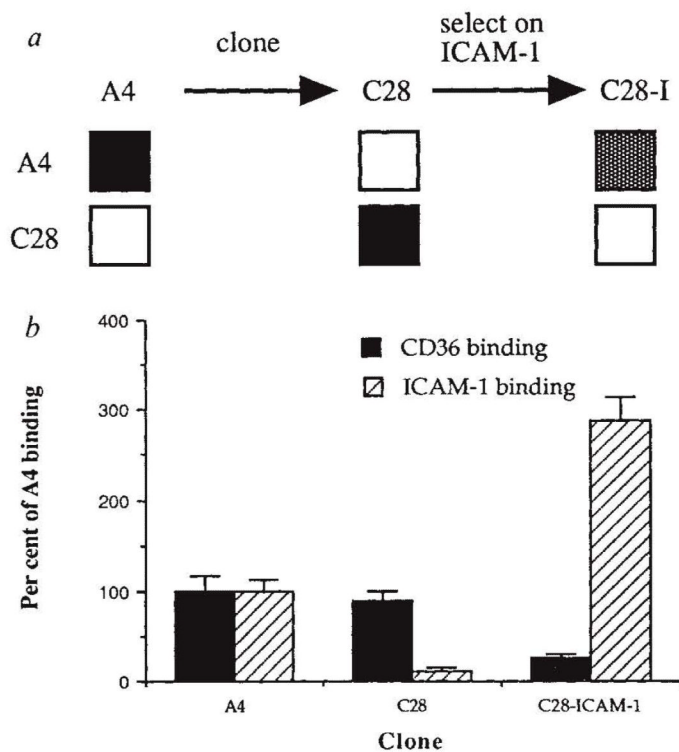 a
clone
select on
ICAM-1
A4
C28
C28-I
A4
C28
b
400
300
200
100
0
Per cent of A4 binding
CD36 binding
ICAM-1 binding
A4
C28
C28-ICAM-1
Clone